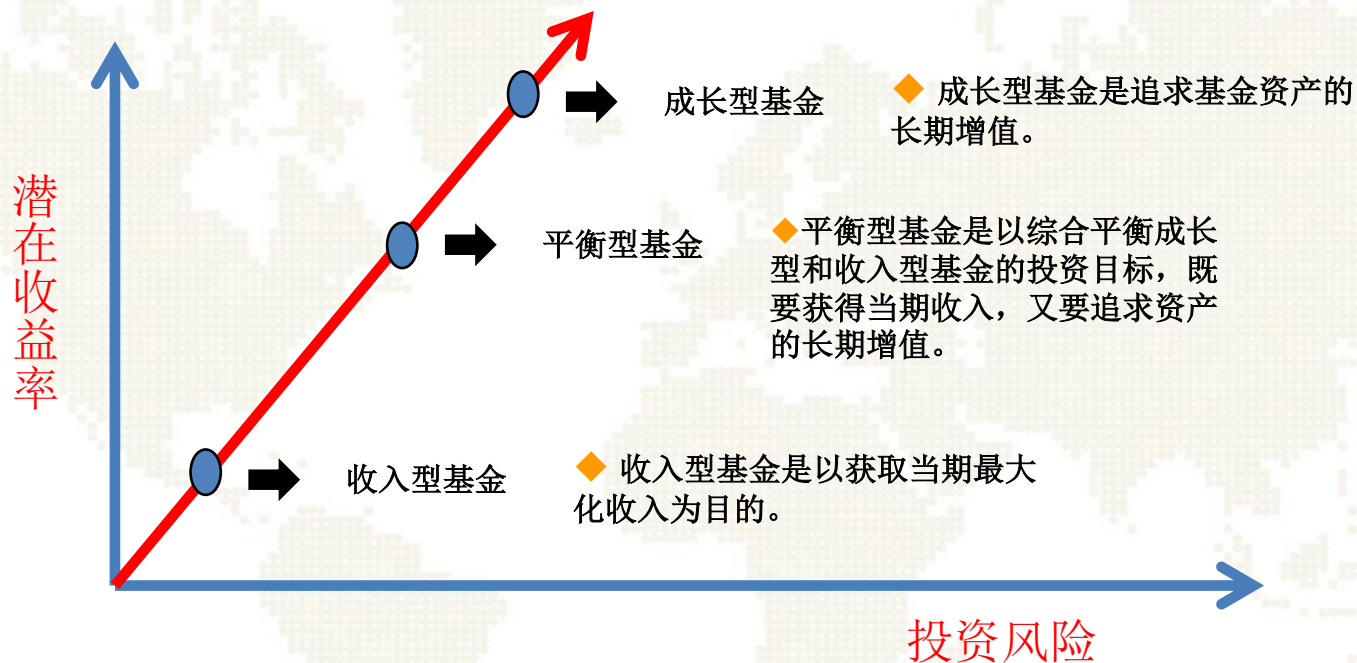 成长型基金
◆ 成长型基金是追求基金资产的
长期增值。
潜在收益率
平衡型基金
◆平衡型基金是以综合平衡成长
型和收入型基金的投资目标，既
要获得当期收入，又要追求资产
的长期增值。
收入型基金
◆ 收入型基金是以获取当期最大
化收入为目的。
投资风险